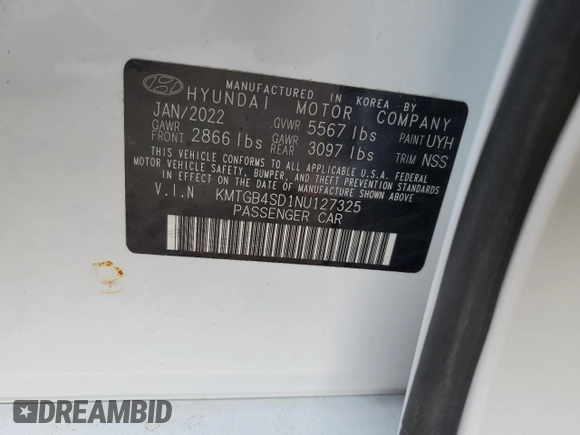 MANUFACTURED IN KOREA BY
HYUNDAI MOTOR COMPANY
JAN/2022 GVWR 5567 lbs PAINT UYH
GAWR FRONT 2866 lbs GAWR REAR 3097 lbs TRIM NSS
THIS VEHICLE CONFORMS TO ALL APPLICABLE U.S.A. FEDERAL
MOTOR VEHICLE SAFETY, BUMPER, AND THEFT PREVENTION STANDARDS
IN EFFECT ON THE DATE OF MANUFACTURE SHOWN ABOVE
V.I.N KMTGB4SD1NU127325
PASSENGER CAR
DREAMBID